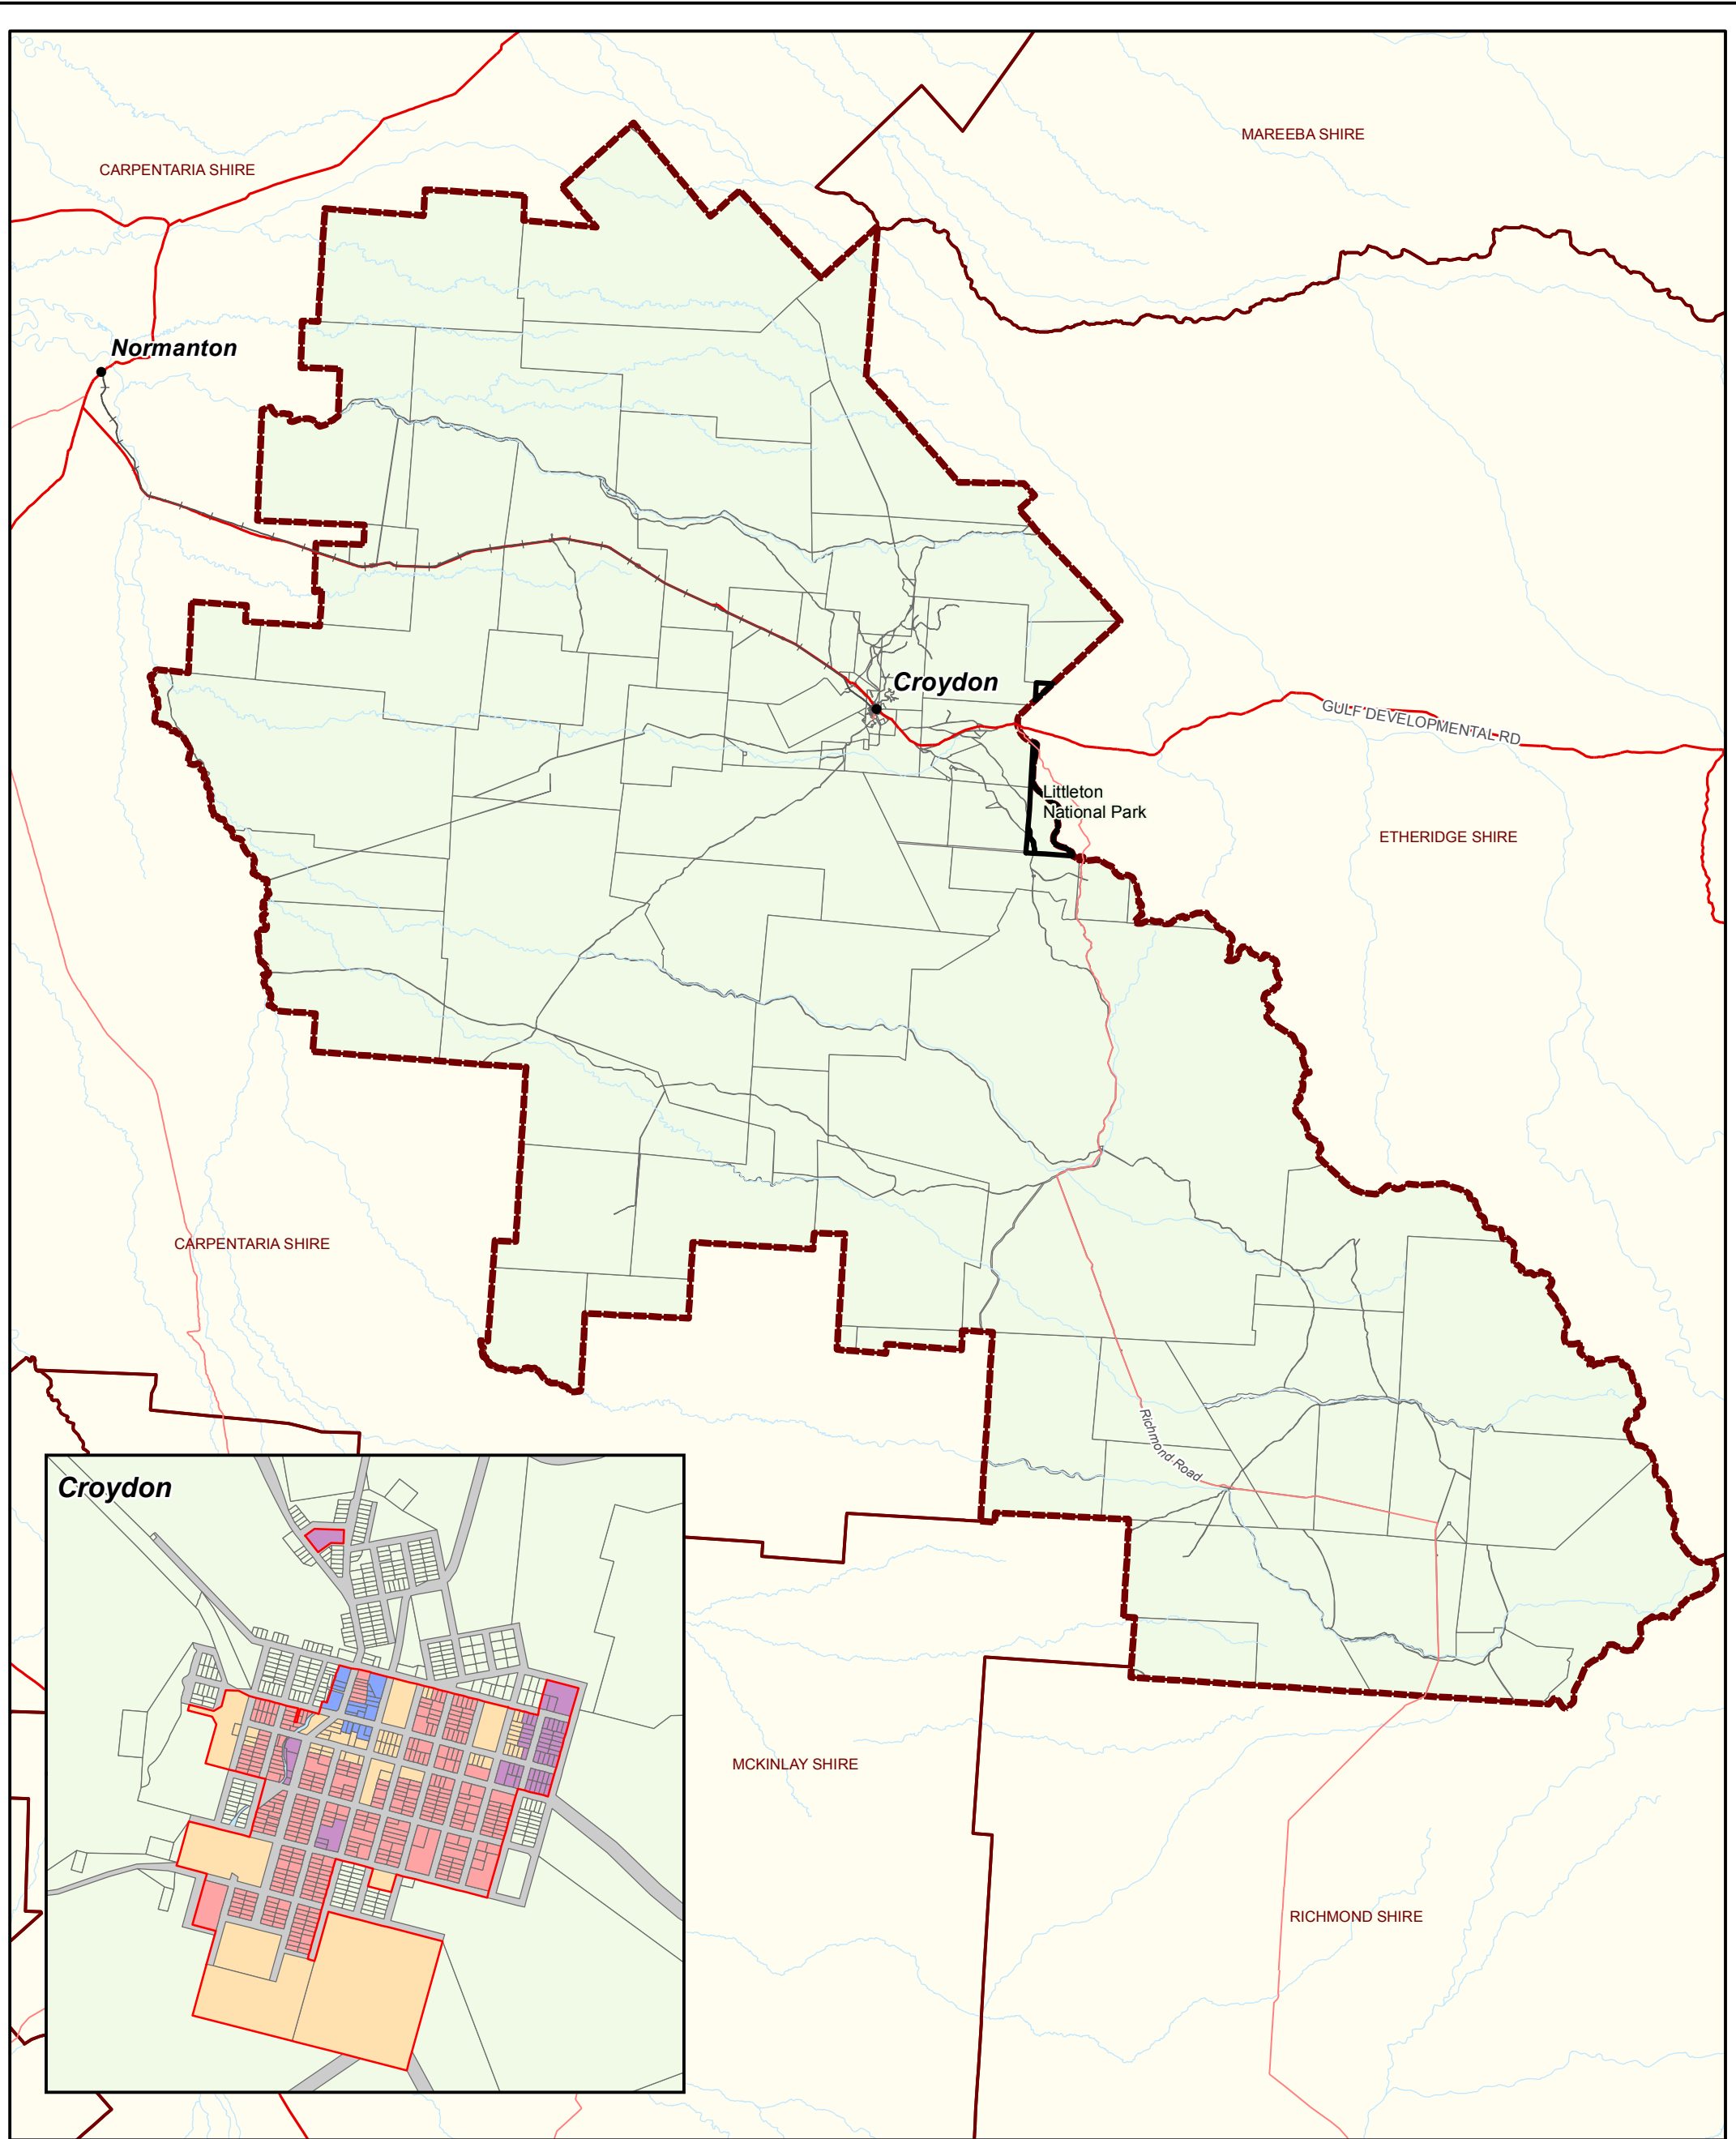 MAREEBA SHIRE
CARPENTARIA SHIRE
Normanton
Croydon
GULF DEVELOPMENTAL RD
Littleton
National Park
ETHERIDGE SHIRE
CARPENTARIA SHIRE
Richmond Road
Croydon
MCKINLAY SHIRE
RICHMOND SHIRE